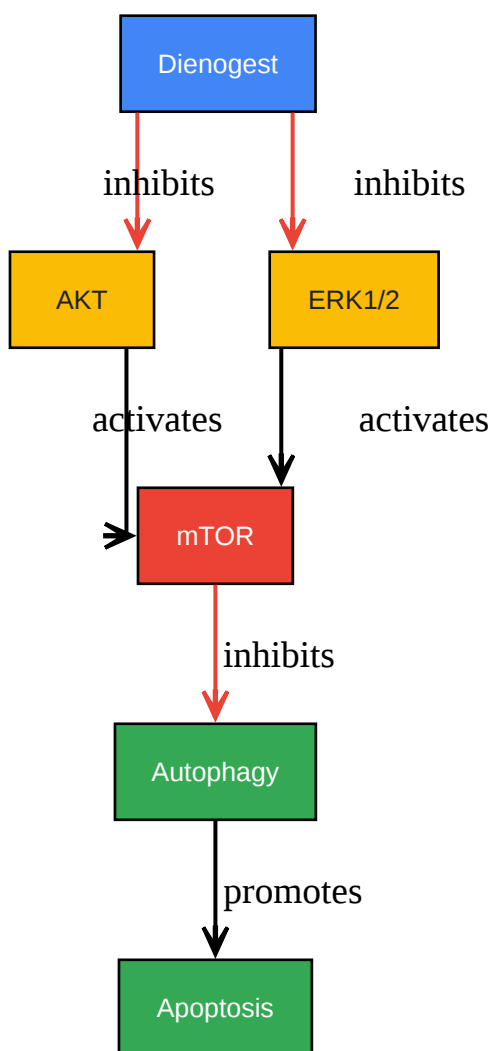 Dienogest
inhibits inhibits
AKT ERK1/2
activates activates
mTOR
inhibits
Autophagy
promotes
Apoptosis